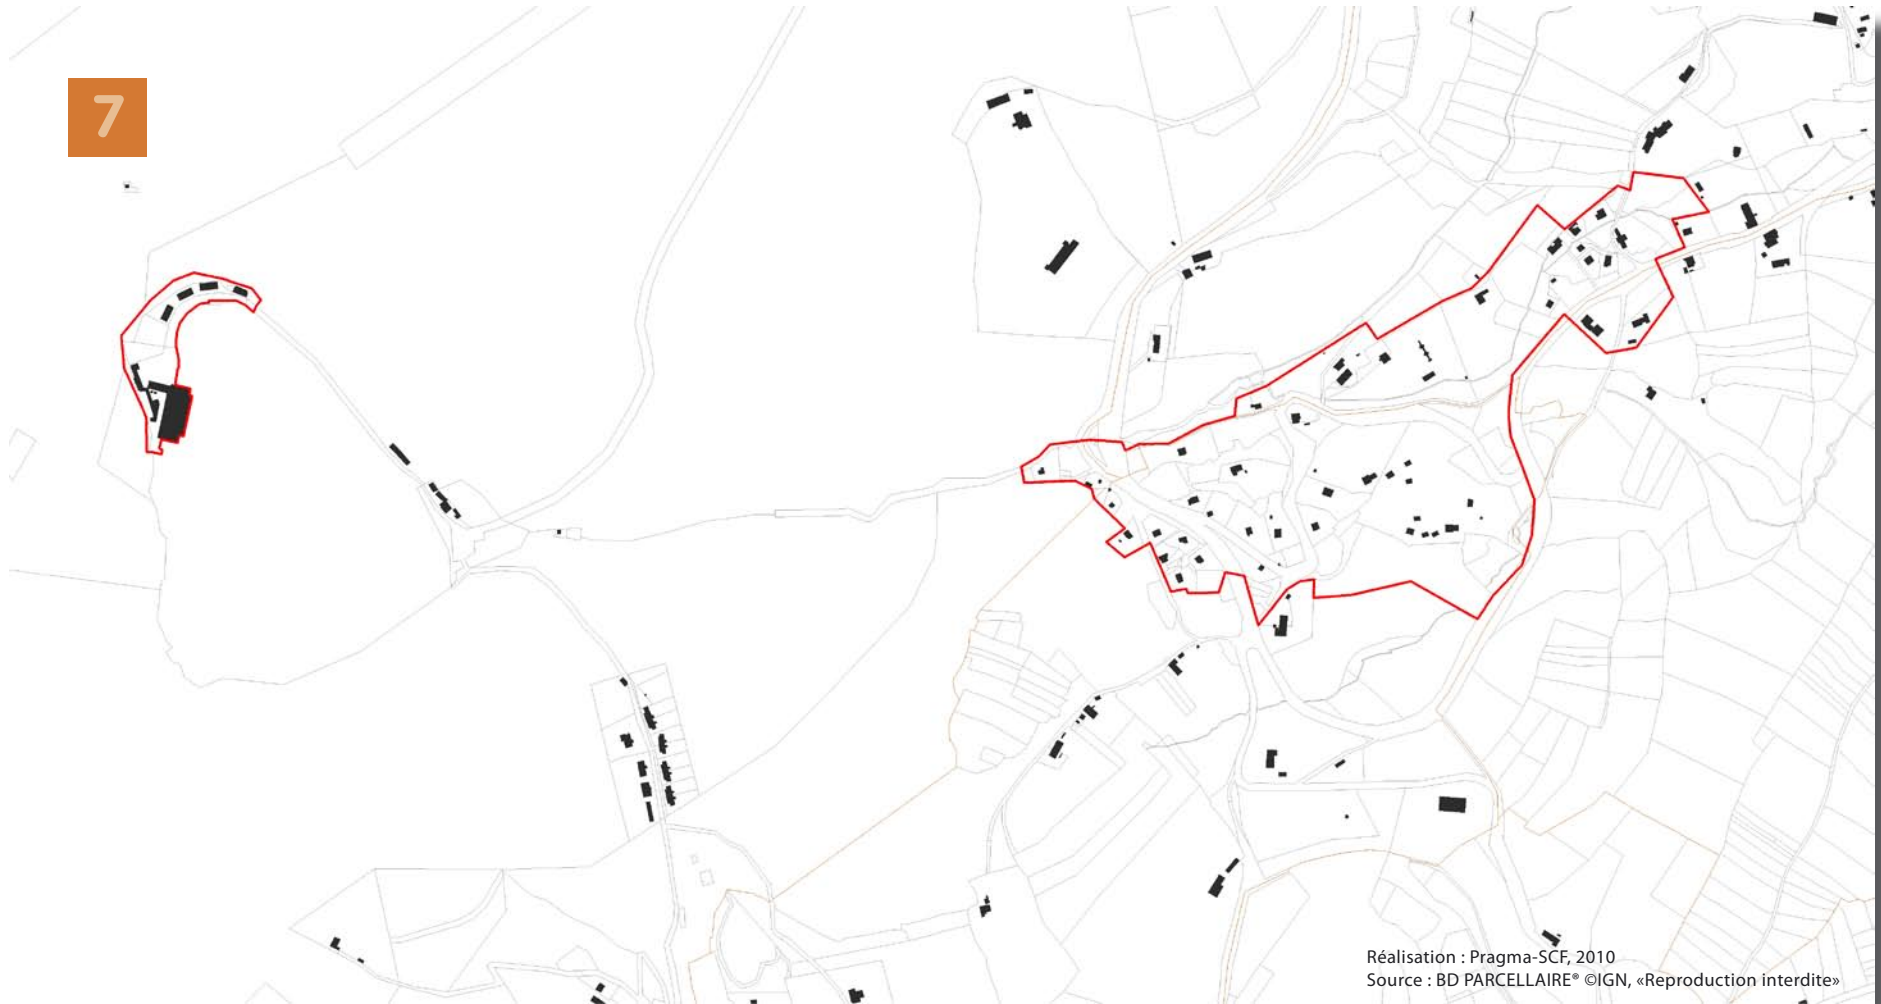 7
Réalisation : Pragma-SCF, 2010
Source : BD PARCELLAIRE® ©IGN, «Reproduction interdite»